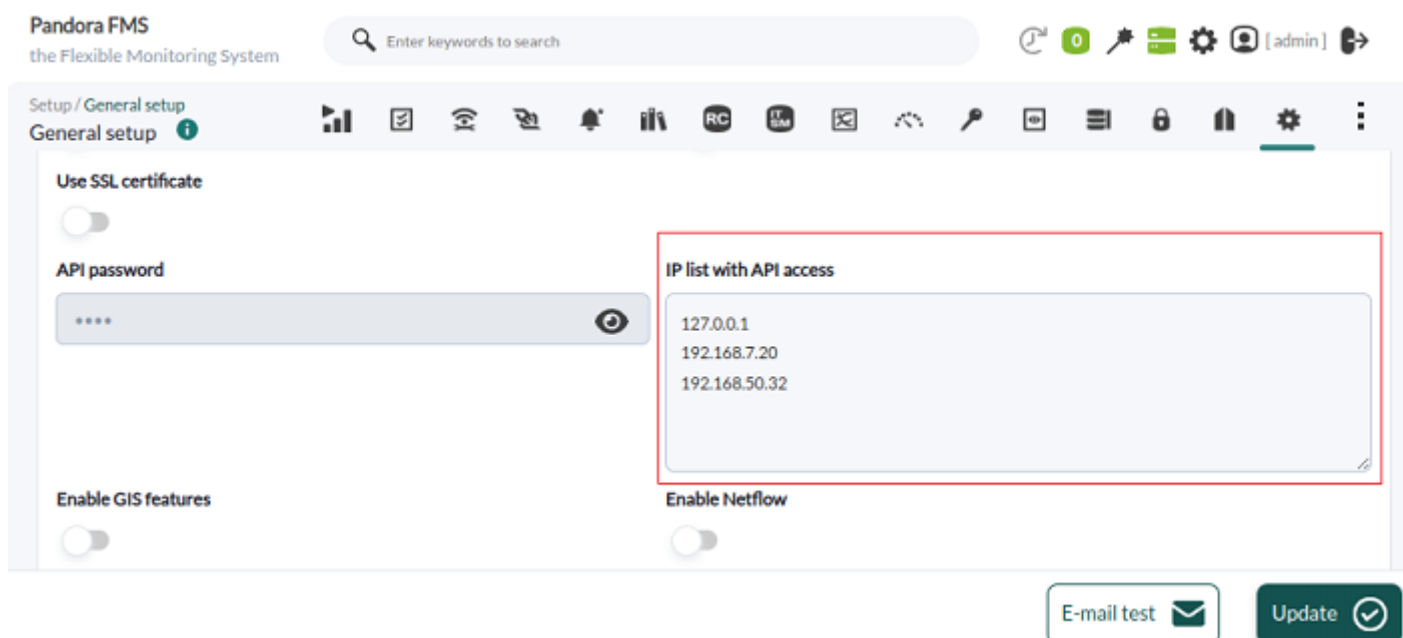 Pandora FMS
the Flexible Monitoring System
Enter keywords to search
0
[ admin ]
Setup / General setup
General setup
RC
IT
SM
Use SSL certificate
API password
••••
IP list with API access
127.0.0.1
192.168.7.20
192.168.50.32
Enable GIS features
Enable Netflow
E-mail test
Update